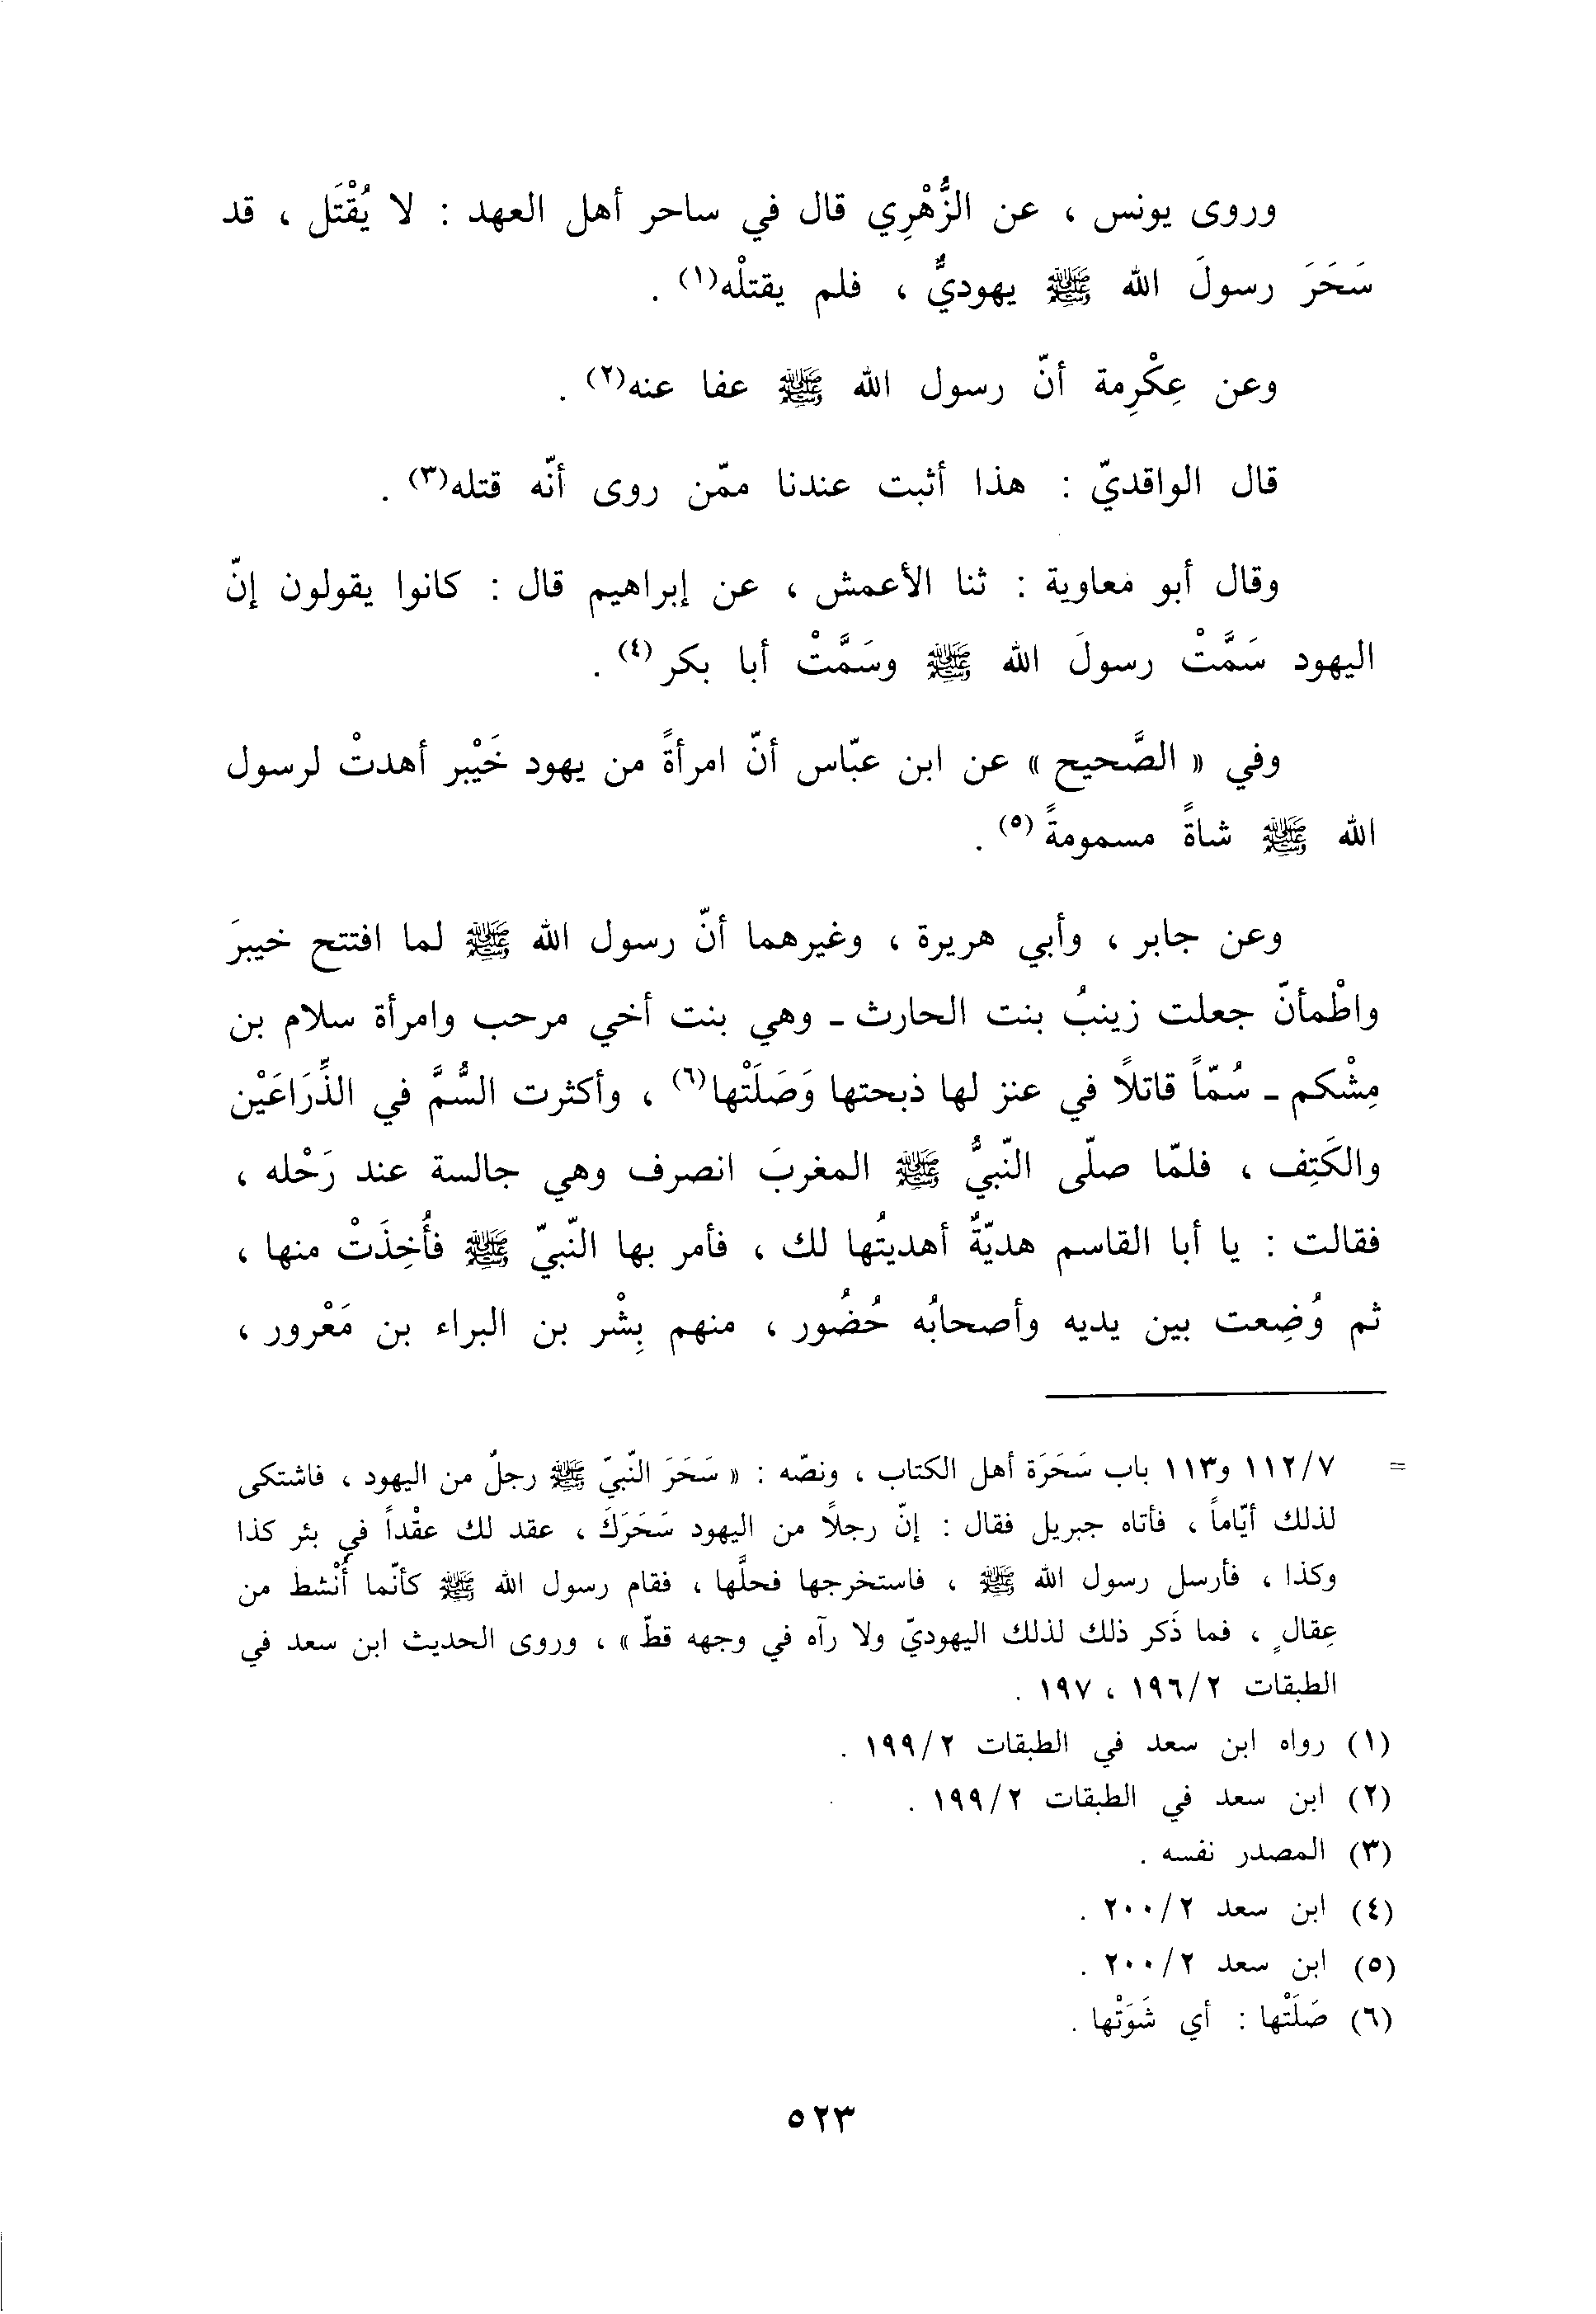 وروى يونس ، عن الزُّهْرِي قال في ساحر أهل العهد : لا يُقْتَل ، قد
سَحَرَ رسولَ الله ﷺ يهوديٌّ ، فلم يقتلْه(١) .
وعن عِكْرِمة أنّ رسول الله ﷺ عفا عنه(٢) .
قال الواقديّ : هذا أثبت عندنا ممّن روى أنّه قتله(٣) .
وقال أبو معاوية : ثنا الأعمش ، عن إبراهيم قال : كانوا يقولون إنّ
اليهود سَمَّتْ رسولَ الله ﷺ وسَمَّتْ أبا بكر(٤) .
وفي « الصَّحيح » عن ابن عبّاس أنّ امرأةً من يهود خَيْبر أهدتْ لرسول
الله ﷺ شاةً مسمومةً(٥) .
وعن جابر ، وأبي هريرة ، وغيرهما أنّ رسول الله ﷺ لما افتتح خيبرَ
واطْمأنّ جعلت زينبُ بنت الحارث ـ وهي بنت أخي مرحب وامرأة سلام بن
مِشْكم ـ سُمّاً قاتلاً في عنز لها ذبحتها وَصَلَتْها(٦) ، وأكثرت السُّمَّ في الذِّرَاعَيْن
والكَتِف ، فلمّا صلّى النّبيُّ ﷺ المغربَ انصرف وهي جالسة عند رَحْله ،
فقالت : يا أبا القاسم هديّةٌ أهديتُها لك ، فأمر بها النّبيّ ﷺ فأُخِذَتْ منها ،
ثم وُضِعت بين يديه وأصحابُه حُضُور ، منهم بِشْر بن البراء بن مَعْرور ،
= ١١٢/٧ و١١٣ باب سَحَرَة أهل الكتاب ، ونصّه : « سَحَرَ النّبيّ ﷺ رجلٌ من اليهود ، فاشتكى
لذلك أيّاماً ، فأتاه جبريل فقال : إنّ رجلاً من اليهود سَحَرَكَ ، عقد لك عقْداً في بئر كذا
وكذا ، فأرسل رسول الله ﷺ ، فاستخرجها فحلَّها ، فقام رسول الله ﷺ كأنّما أُنْشط من
عِقالٍ ، فما ذَكر ذلك لذلك اليهوديّ ولا رآه في وجهه قطّ » ، وروى الحديث ابن سعد في
الطبقات ١٩٦/٢ ، ١٩٧ .
(١) رواه ابن سعد في الطبقات ١٩٩/٢ .
(٢) ابن سعد في الطبقات ١٩٩/٢ .
(٣) المصدر نفسه .
(٤) ابن سعد ٢٠٠/٢ .
(٥) ابن سعد ٢٠٠/٢ .
(٦) صَلَتْها : أي شَوَتْها .
٥٢٣